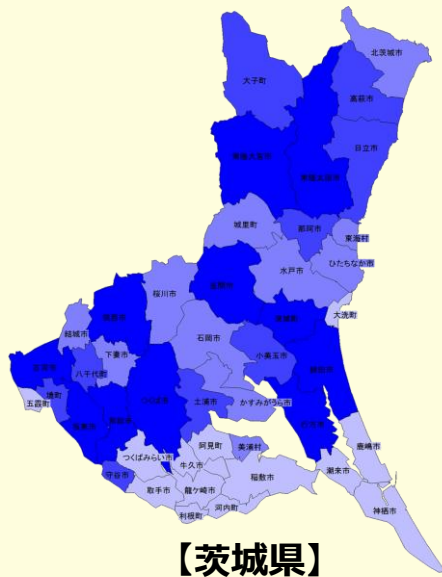 北茨城市
大子町
高萩市
日立市
常陸大宮市
常陸太田市
城里町
那珂市
東海村
ひたちなか市
水戸市
笠間市
桜川市
大洗町
茨城町
筑西市
結城市
石岡市
小美玉市
下妻市
八千代町
古河市
鉾田市
境町
五霞町
坂東市
常総市
つくば市
土浦市
かすみがうら市
行方市
つくばみらい市
阿見町
美浦村
鹿嶋市
守谷市
牛久市
取手市
龍ケ崎市
稲敷市
潮来市
利根町
河内町
神栖市
【茨城県】